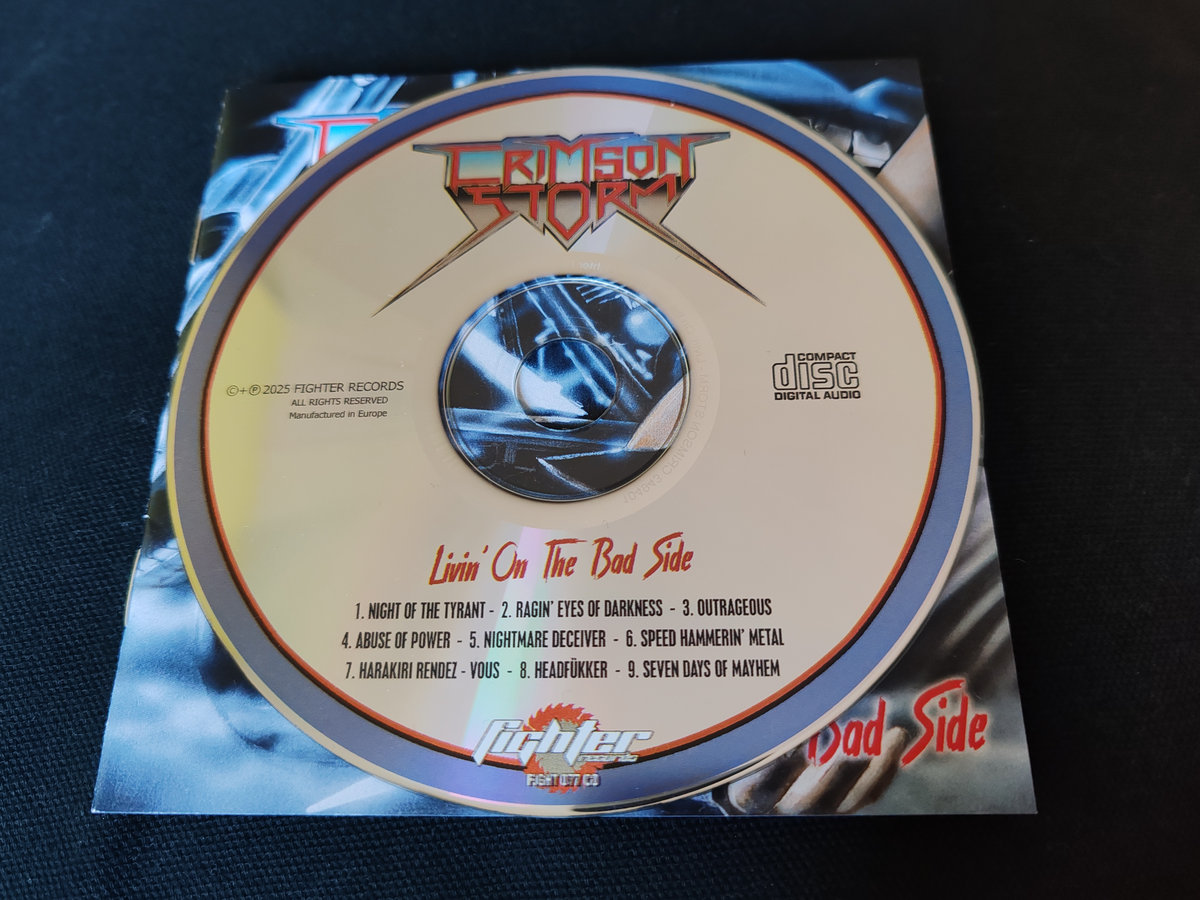 CRIMSON
STORM
©+℗ 2025 FIGHTER RECORDS
ALL RIGHTS RESERVED
Manufactured in Europe
COMPACT
disc
DIGITAL AUDIO
Livin' On The Bad Side
1. NIGHT OF THE TYRANT - 2. RAGIN' EYES OF DARKNESS - 3. OUTRAGEOUS
4. ABUSE OF POWER - 5. NIGHTMARE DECEIVER - 6. SPEED HAMMERIN' METAL
7. HARAKIRI RENDEZ - VOUS - 8. HEADFÜKKER - 9. SEVEN DAYS OF MAYHEM
fighter
records
Bad Side